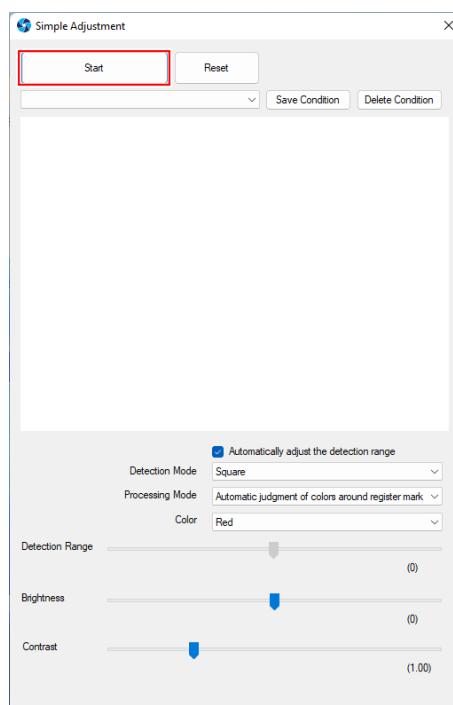 Simple Adjustment
Start Reset
Save Condition Delete Condition
Automatically adjust the detection range
Detection Mode Square
Processing Mode Automatic judgment of colors around register mark
Color Red
Detection Range
(0)
Brightness
(0)
Contrast
(1.00)